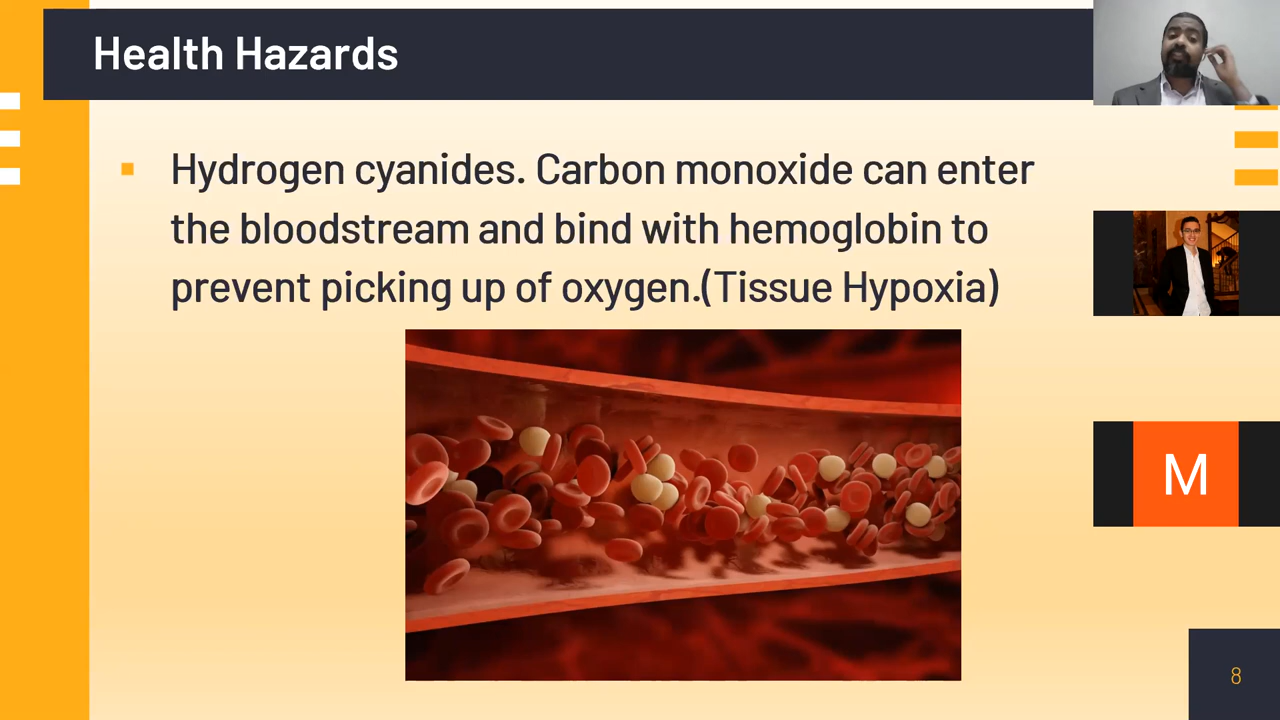 Health Hazards
Hydrogen cyanides. Carbon monoxide can enter
the bloodstream and bind with hemoglobin to
prevent picking up of oxygen.(Tissue Hypoxia)
M
8